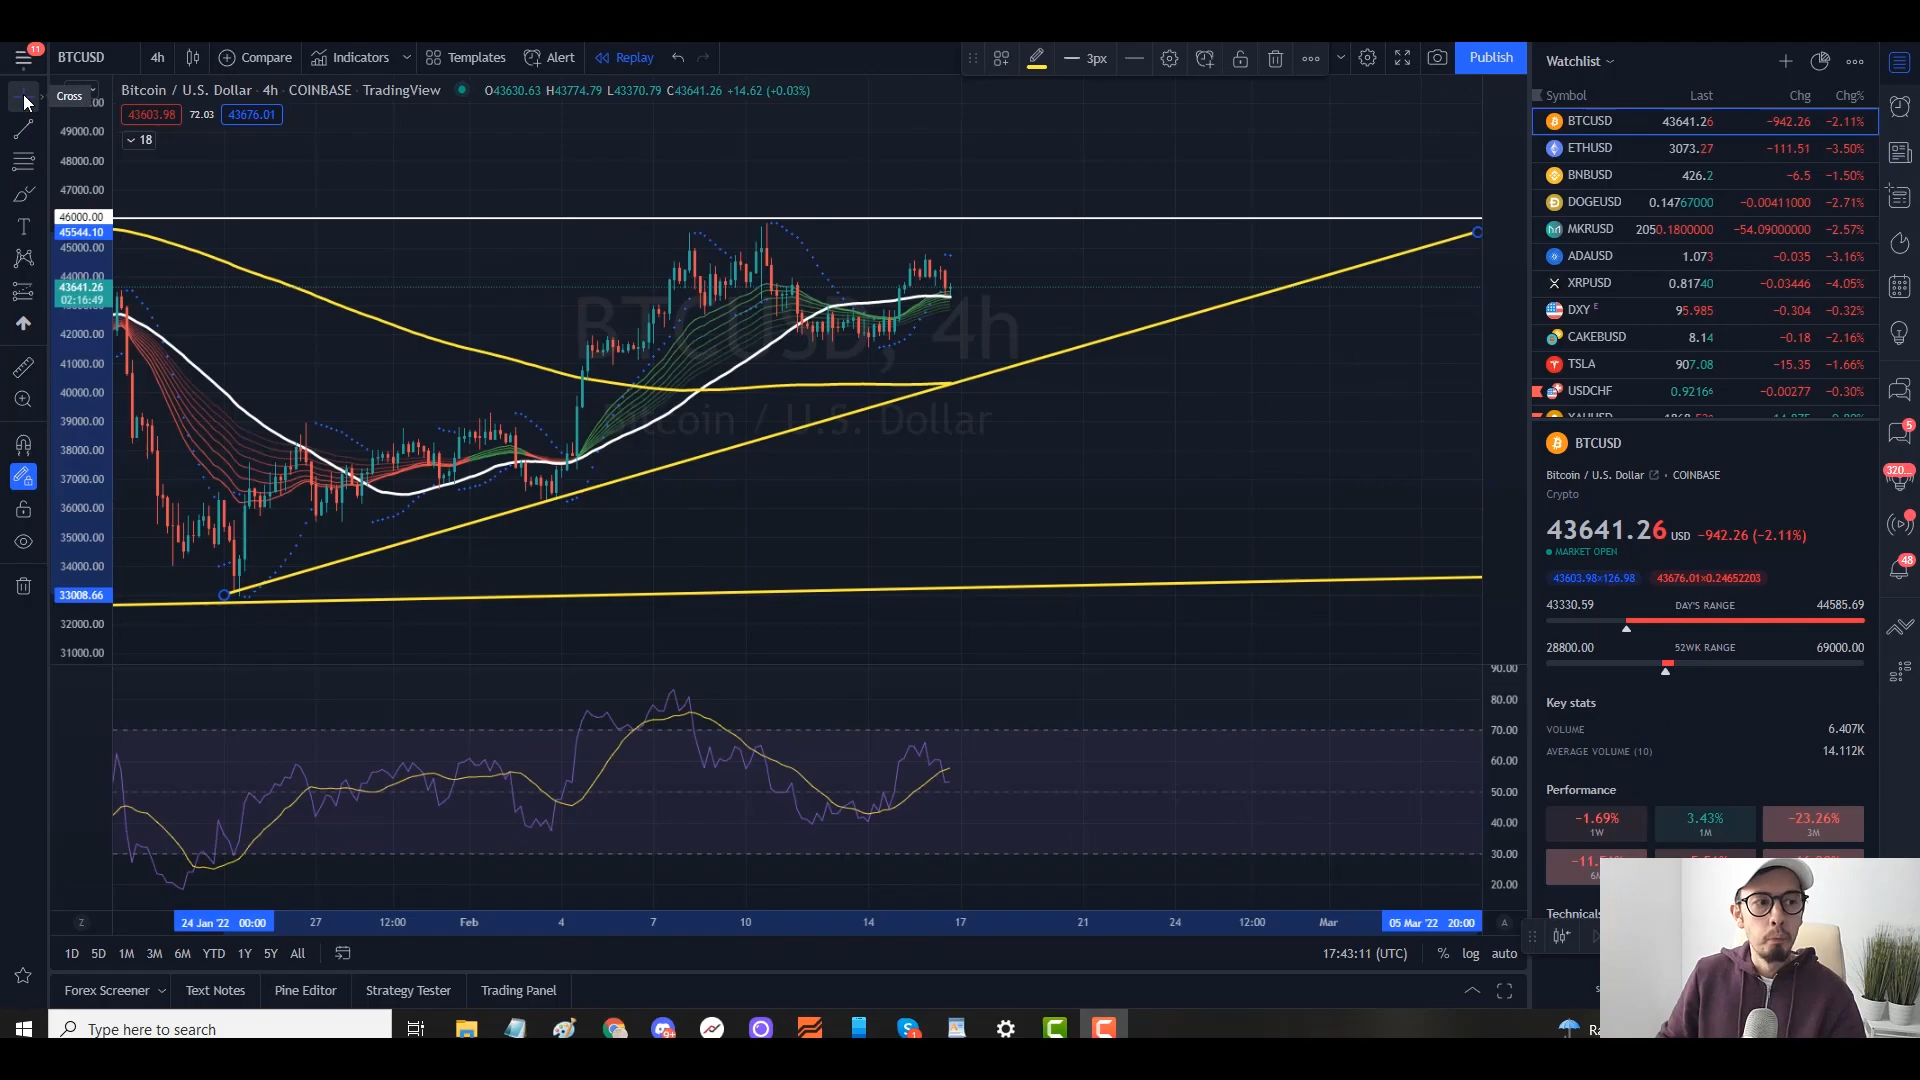 11
BTCUSD 4h Compare Indicators Templates Alert Replay 3px Publish
Cross
Bitcoin / U.S. Dollar · 4h · COINBASE · TradingView O43630.63 H43774.79 L43370.79 C43641.26 +14.62 (+0.03%)
43603.98 72.03 43676.01
18
49000.00
48000.00
47000.00
46000.00
45544.10
45000.00
44000.00
43641.26
02:16:49
42000.00
41000.00
40000.00
39000.00
38000.00
37000.00
36000.00
35000.00
34000.00
33008.66
32000.00
31000.00
BTCUSD, 4h
Bitcoin / U.S. Dollar
90.00
80.00
70.00
60.00
50.00
40.00
30.00
20.00
Z 24 Jan '22 00:00 27 12:00 Feb 4 7 10 14 17 21 24 12:00 Mar 05 Mar '22 20:00 A
1D 5D 1M 3M 6M YTD 1Y 5Y All 17:43:11 (UTC) % log auto
Forex Screener Text Notes Pine Editor Strategy Tester Trading Panel
Type here to search
9+
1
Watchlist
Symbol Last Chg Chg%
BTCUSD 43641.26 −942.26 −2.11%
ETHUSD 3073.27 −111.51 −3.50%
BNBUSD 426.2 −6.5 −1.50%
DOGEUSD 0.14767000 −0.00411000 −2.71%
MKRUSD 2050.1800000 −54.09000000 −2.57%
ADAUSD 1.073 −0.035 −3.16%
XRPUSD 0.81740 −0.03446 −4.05%
DXY E 95.985 −0.304 −0.32%
CAKEUSD 8.14 −0.18 −2.16%
TSLA 907.08 −15.35 −1.66%
USDCHF 0.92166 −0.00277 −0.30%
BTCUSD
Bitcoin / U.S. Dollar · COINBASE
Crypto
43641.26 USD −942.26 (−2.11%)
MARKET OPEN
43603.98×126.98 43676.01×0.24652203
43330.59 DAY'S RANGE 44585.69
28800.00 52WK RANGE 69000.00
Key stats
VOLUME 6.407K
AVERAGE VOLUME (10) 14.112K
Performance
−1.69% 3.43% −23.26%
1W 1M 3M
Technicals
5
320
48